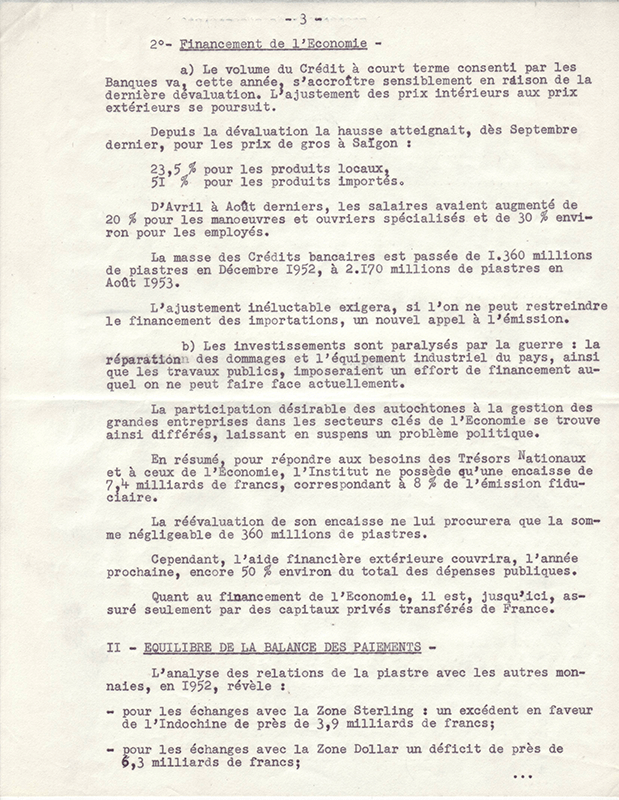 - 3 -
2°- Financement de l'Economie -
a) Le volume du Crédit à court terme consenti par les
Banques va, cette année, s'accroître sensiblement en raison de la
dernière dévaluation. L'ajustement des prix intérieurs aux prix
extérieurs se poursuit.
Depuis la dévaluation la hausse atteignait, dès Septembre
dernier, pour les prix de gros à Saïgon :
23,5 % pour les produits locaux,
51 % pour les produits importés.
D'Avril à Août derniers, les salaires avaient augmenté de
20 % pour les manoeuvres et ouvriers spécialisés et de 30 % envi-
ron pour les employés.
La masse des Crédits bancaires est passée de 1.360 millions
de piastres en Décembre 1952, à 2.170 millions de piastres en
Août 1953.
L'ajustement inéluctable exigera, si l'on ne peut restreindre
le financement des importations, un nouvel appel à l'émission.
b) Les investissements sont paralysés par la guerre : la
réparation des dommages et l'équipement industriel du pays, ainsi
que les travaux publics, imposeraient un effort de financement au-
quel on ne peut faire face actuellement.
La participation désirable des autochtones à la gestion des
grandes entreprises dans les secteurs clés de l'Economie se trouve
ainsi différés, laissant en suspens un problème politique.
En résumé, pour répondre aux besoins des Trésors Nationaux
et à ceux de l'Économie, l'Institut ne possède qu'une encaisse de
7,4 milliards de francs, correspondant à 8 % de l'émission fidu-
ciaire.
La réévaluation de son encaisse ne lui procurera que la som-
me négligeable de 360 millions de piastres.
Cependant, l'aide financière extérieure couvrira, l'année
prochaine, encore 50 % environ du total des dépenses publiques.
Quant au financement de l'Economie, il est, jusqu'ici, as-
suré seulement par des capitaux privés transférés de France.
II - EQUILIBRE DE LA BALANCE DES PAIEMENTS -
L'analyse des relations de la piastre avec les autres mon-
naies, en 1952, révèle :
- pour les échanges avec la Zone Sterling : un excédent en faveur
de l'Indochine de près de 3,9 milliards de francs;
- pour les échanges avec la Zone Dollar un déficit de près de
6,3 milliards de francs;
...